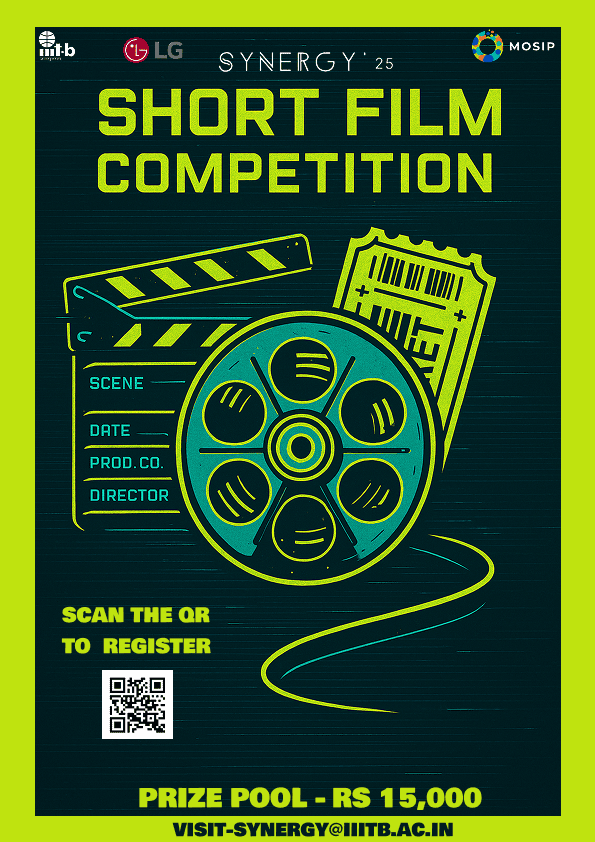 iiit-b
LG
SYNERGY'25
MOSIP
SHORT FILM
COMPETITION
SCENE
DATE
PROD.CO.
DIRECTOR
SCAN THE QR
TO REGISTER
PRIZE POOL - RS 15,000
VISIT-SYNERGY@IIITB.AC.IN